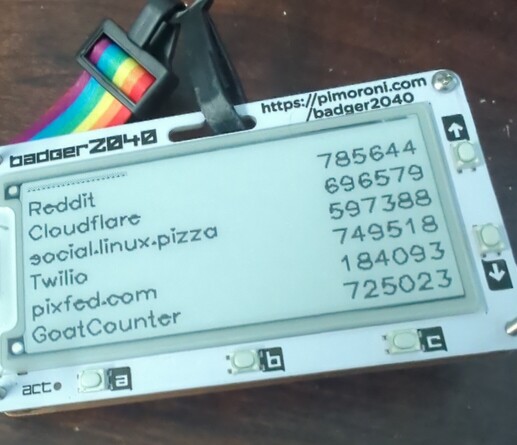 https://pimoroni.com
/badger2040
badger2040
--------------
Reddit 785644
Cloudflare 696579
social.linux.pizza 597388
Twilio 749518
pixfed.com 184093
GoatCounter 725023
act a b c